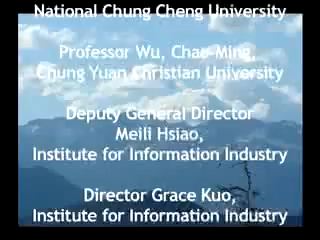 National Chung Cheng University
Professor Wu, Chao-Ming,
Chung Yuan Christian University
Deputy General Director
Meili Hsiao,
Institute for Information Industry
Director Grace Kuo,
Institute for Information Industry